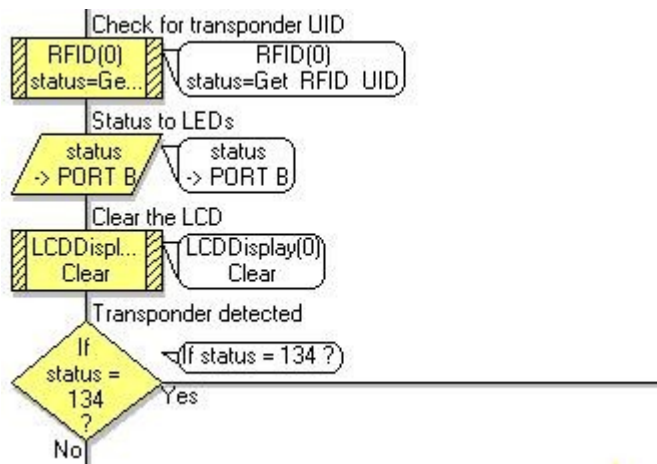 Check for transponder UID
RFID(0)
status=Ge...
RFID(0)
status=Get RFID UID
Status to LEDs
status
-> PORT B
status
-> PORT B
Clear the LCD
LCDDispl...
Clear
LCDDisplay(0)
Clear
Transponder detected
If
status =
134
?
If status = 134 ?
Yes
No